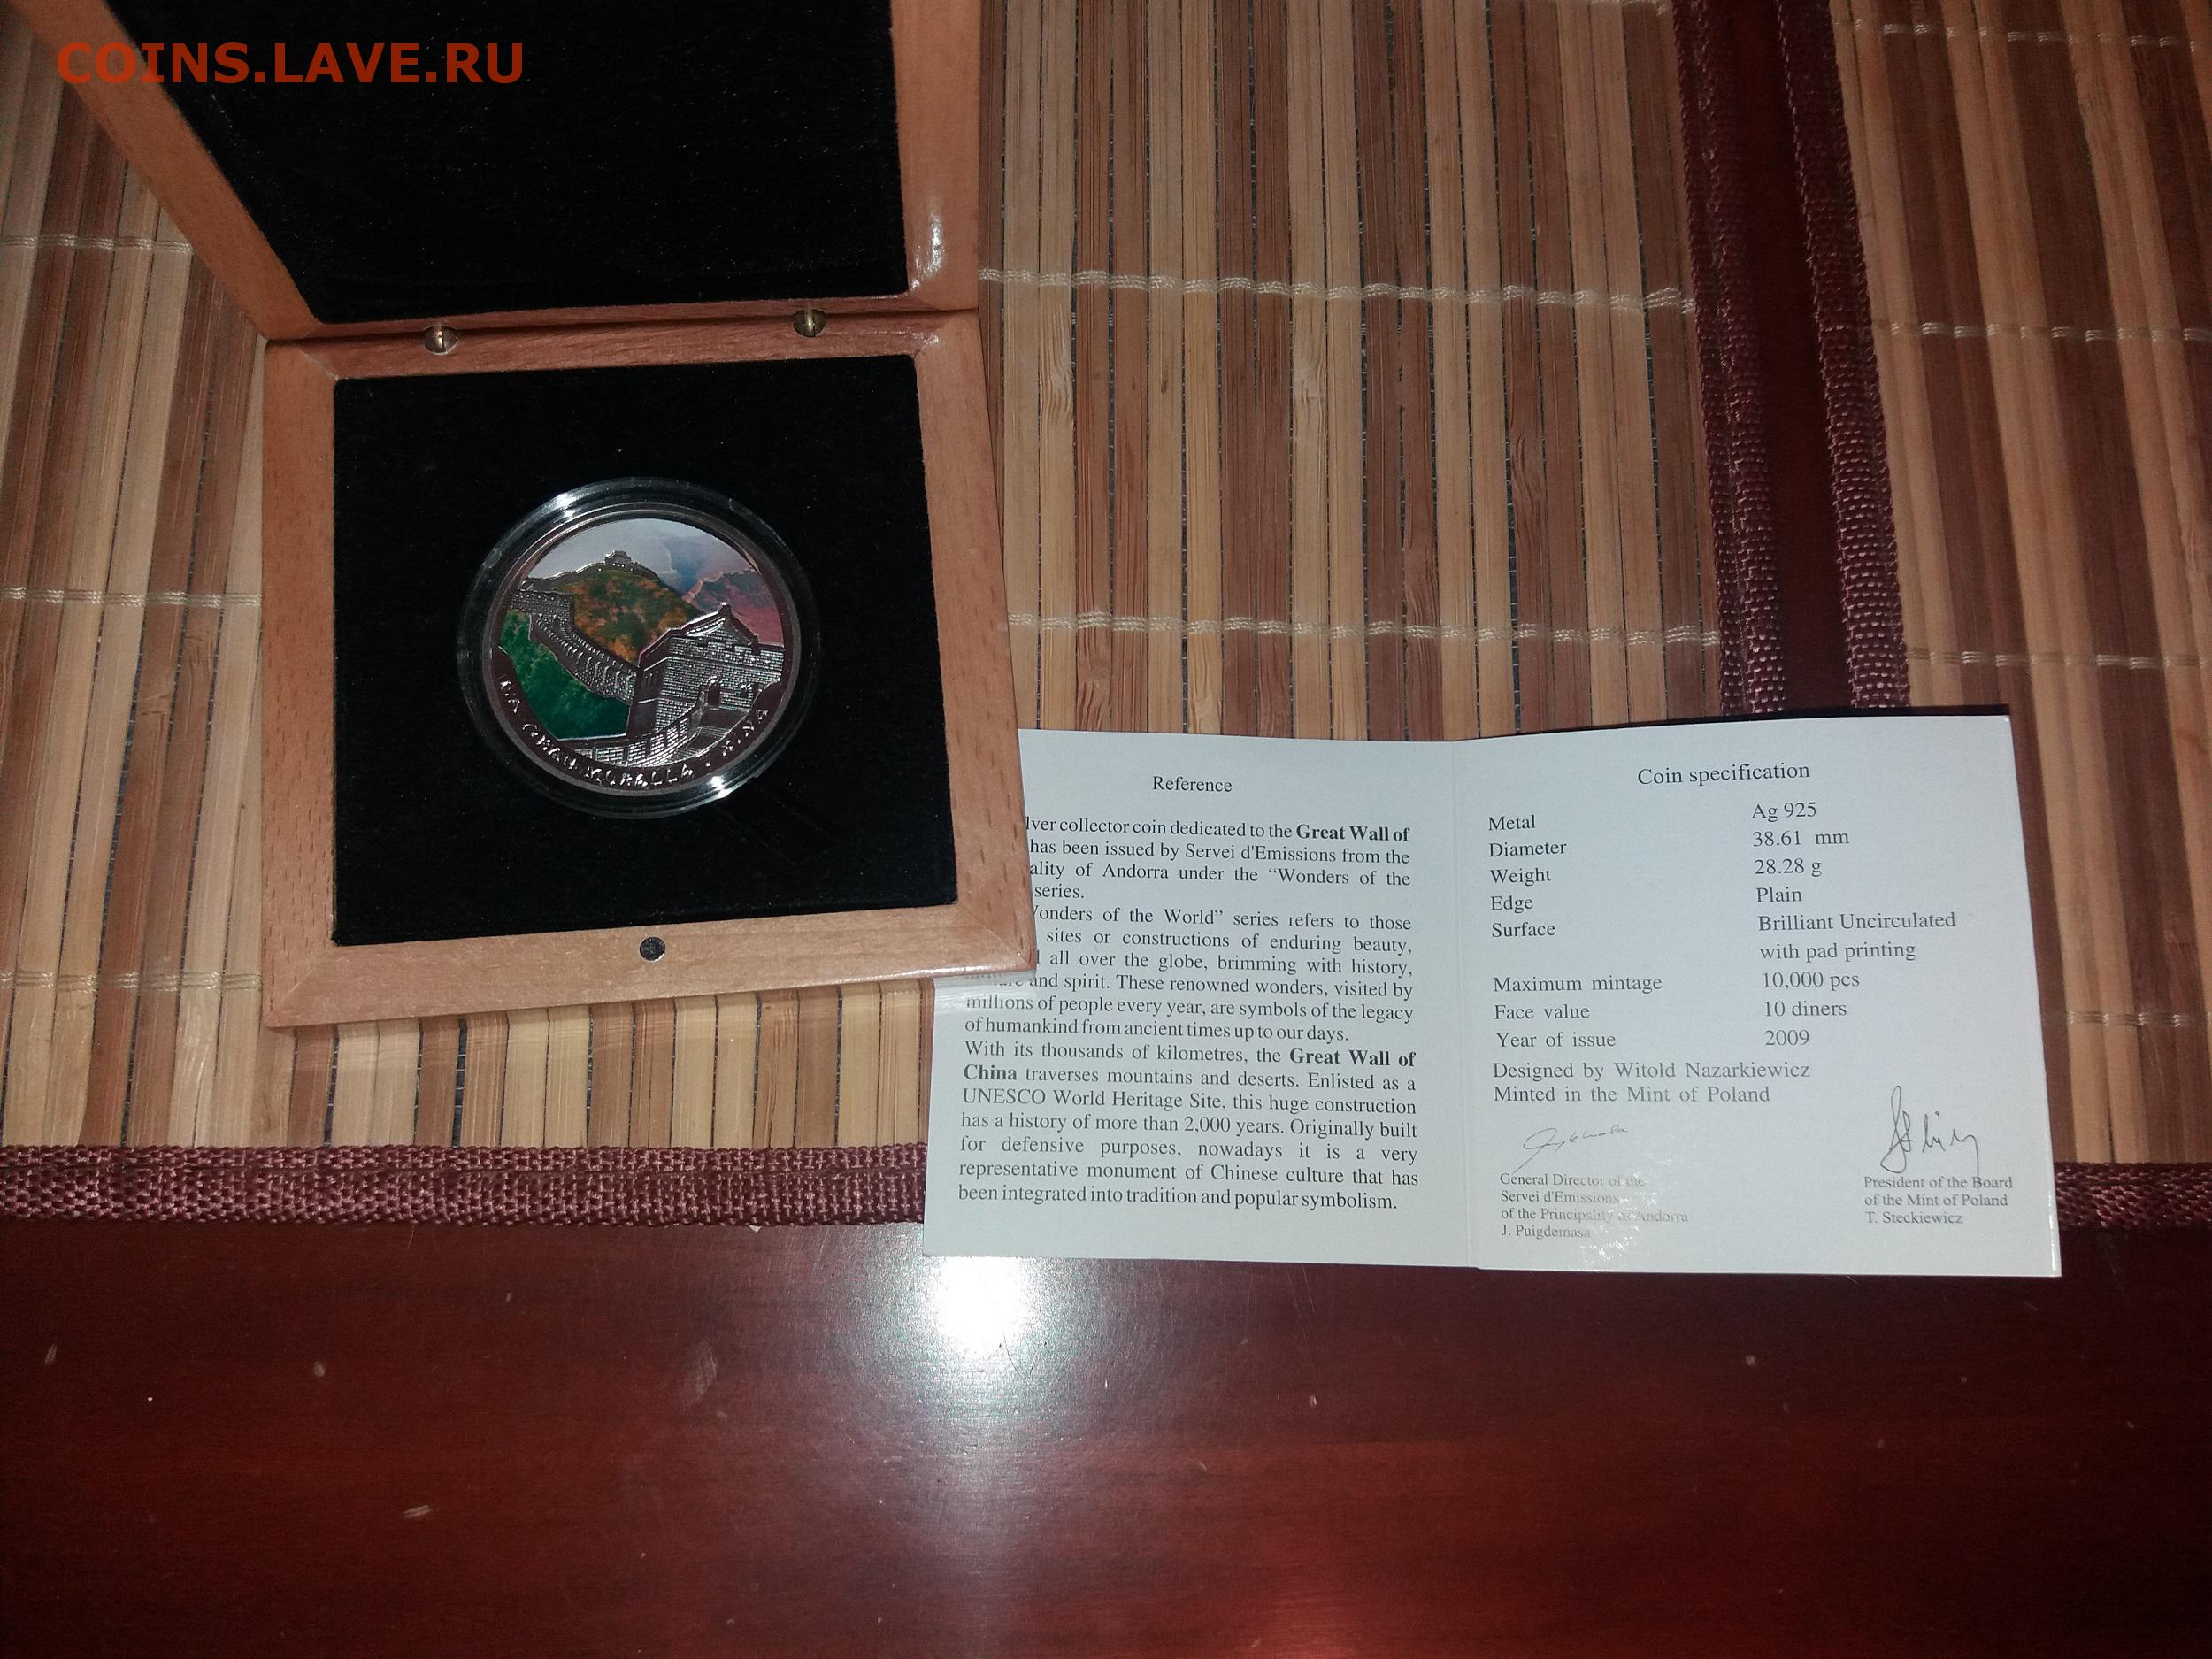 COINS.LAVE.RU
LA GRAN MURALLA · XINA
Reference
lver collector coin dedicated to the Great Wall of
has been issued by Servei d'Emissions from the
ality of Andorra under the “Wonders of the
series.
onders of the World” series refers to those
sites or constructions of enduring beauty,
all over the globe, brimming with history,
and spirit. These renowned wonders, visited by
millions of people every year, are symbols of the legacy
of humankind from ancient times up to our days.
With its thousands of kilometres, the Great Wall of
China traverses mountains and deserts. Enlisted as a
UNESCO World Heritage Site, this huge construction
has a history of more than 2,000 years. Originally built
for defensive purposes, nowadays it is a very
representative monument of Chinese culture that has
been integrated into tradition and popular symbolism.
Coin specification
Metal Ag 925
Diameter 38.61 mm
Weight 28.28 g
Edge Plain
Surface Brilliant Uncirculated
with pad printing
Maximum mintage 10,000 pcs
Face value 10 diners
Year of issue 2009
Designed by Witold Nazarkiewicz
Minted in the Mint of Poland
General Director of the
Servei d'Emissions
of the Principality of Andorra
J. Puigdemasa
President of the Board
of the Mint of Poland
T. Steckiewicz